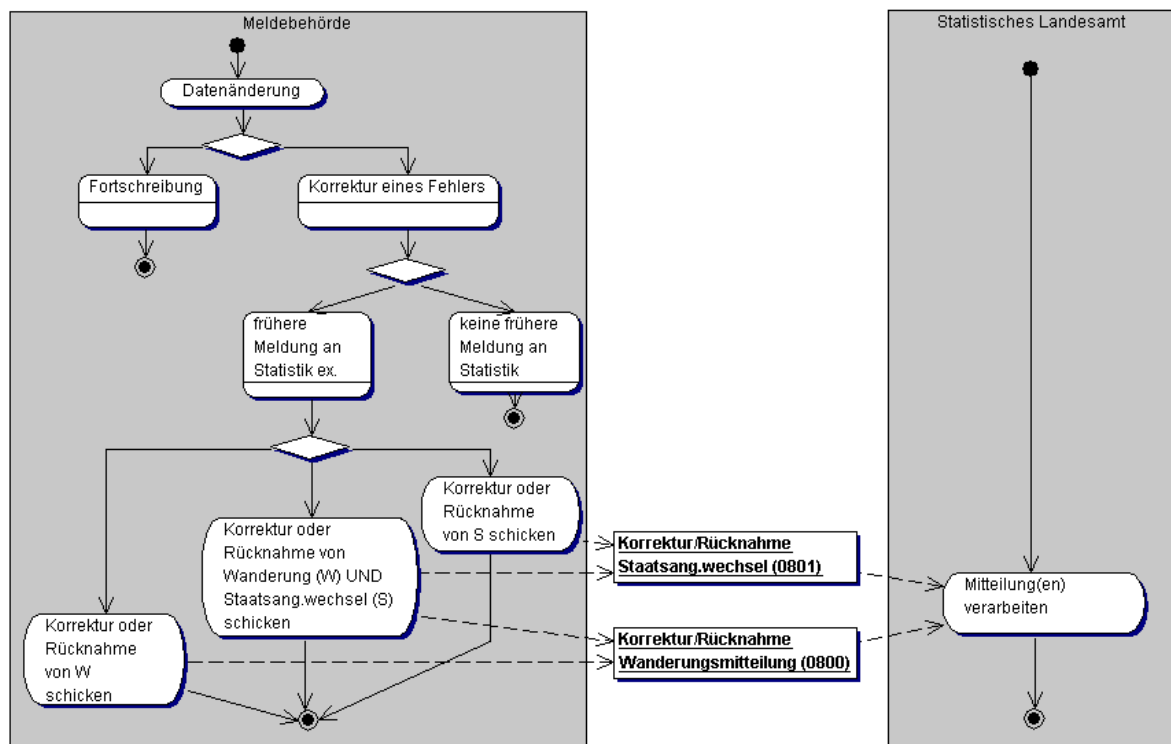 Meldebehörde
Statistisches Landesamt
Datenänderung
Fortschreibung
Korrektur eines Fehlers
frühere
Meldung an
Statistik ex.
keine frühere
Meldung an
Statistik
Korrektur oder
Rücknahme
von S schicken
Korrektur oder
Rücknahme von
Wanderung (W) UND
Staatsang.wechsel (S)
schicken
Korrektur oder
Rücknahme
von W
schicken
Korrektur/Rücknahme
Staatsang.wechsel (0801)
Korrektur/Rücknahme
Wanderungsmitteilung (0800)
Mitteilung(en)
verarbeiten